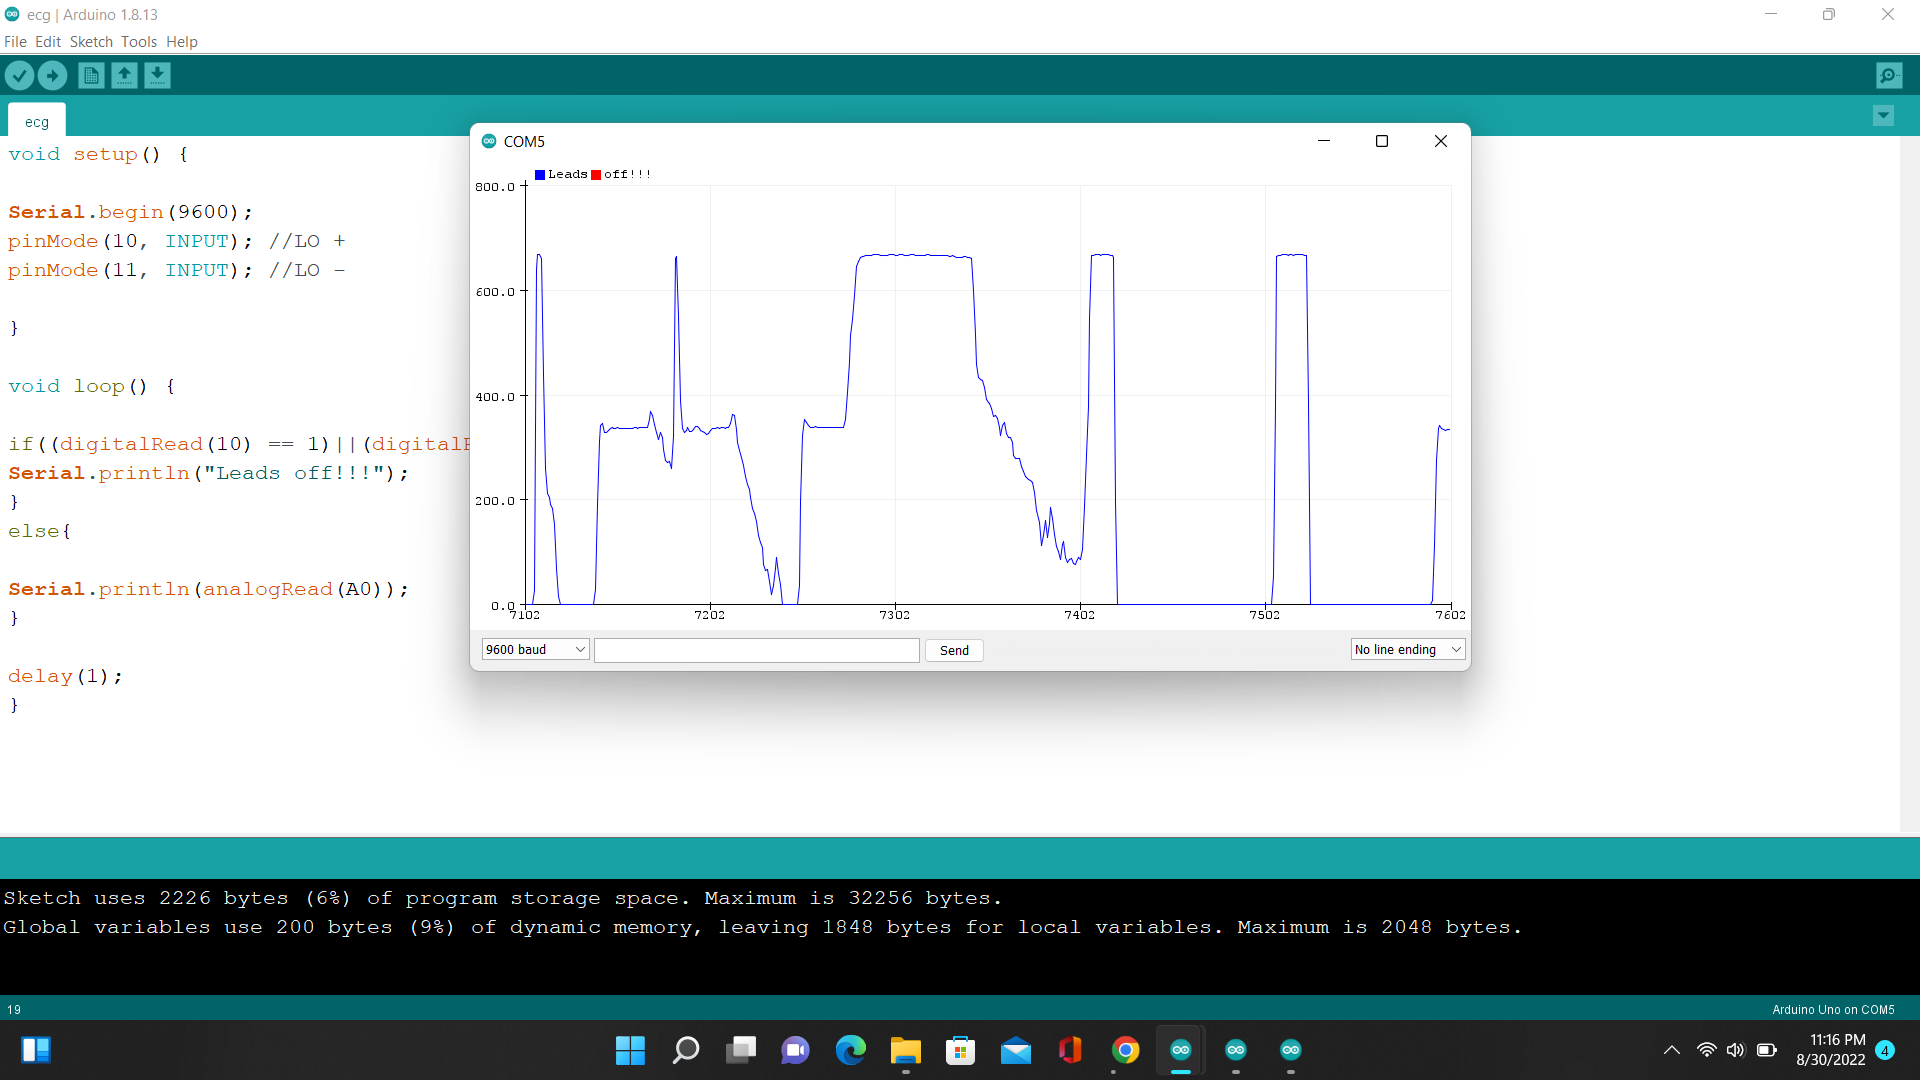 ecg | Arduino 1.8.13
File Edit Sketch Tools Help
ecg
void setup() {
Serial.begin(9600);
pinMode(10, INPUT); //LO +
pinMode(11, INPUT); //LO -
}
void loop() {
if((digitalRead(10) == 1)||(digital
Serial.println("Leads off!!!");
}
else{
Serial.println(analogRead(A0));
}
delay(1);
}
COM5
Leads off!!!
800.0
600.0
400.0
200.0
0.0
7102 7202 7302 7402 7502 7602
9600 baud Send No line ending
Sketch uses 2226 bytes (6%) of program storage space. Maximum is 32256 bytes.
Global variables use 200 bytes (9%) of dynamic memory, leaving 1848 bytes for local variables. Maximum is 2048 bytes.
19 Arduino Uno on COM5
11:16 PM
8/30/2022 4